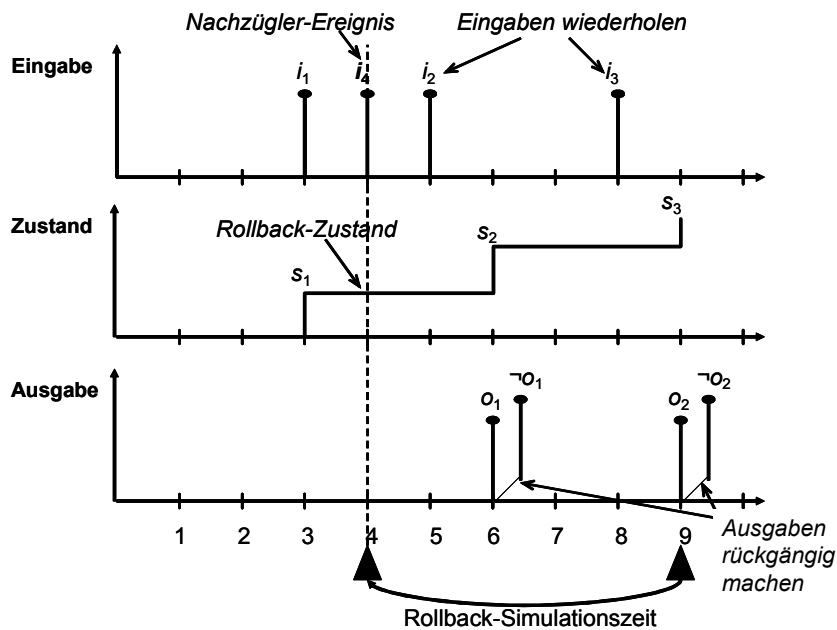 Nachzügler-Ereignis
Eingaben wiederholen
Eingabe
i₁
i₄
i₂
i₃
Zustand
Rollback-Zustand
s₁
s₂
s₃
Ausgabe
o₁
¬o₁
o₂
¬o₂
1 2 3 4 5 6 7 8 9
Ausgaben
rückgängig
machen
Rollback-Simulationszeit